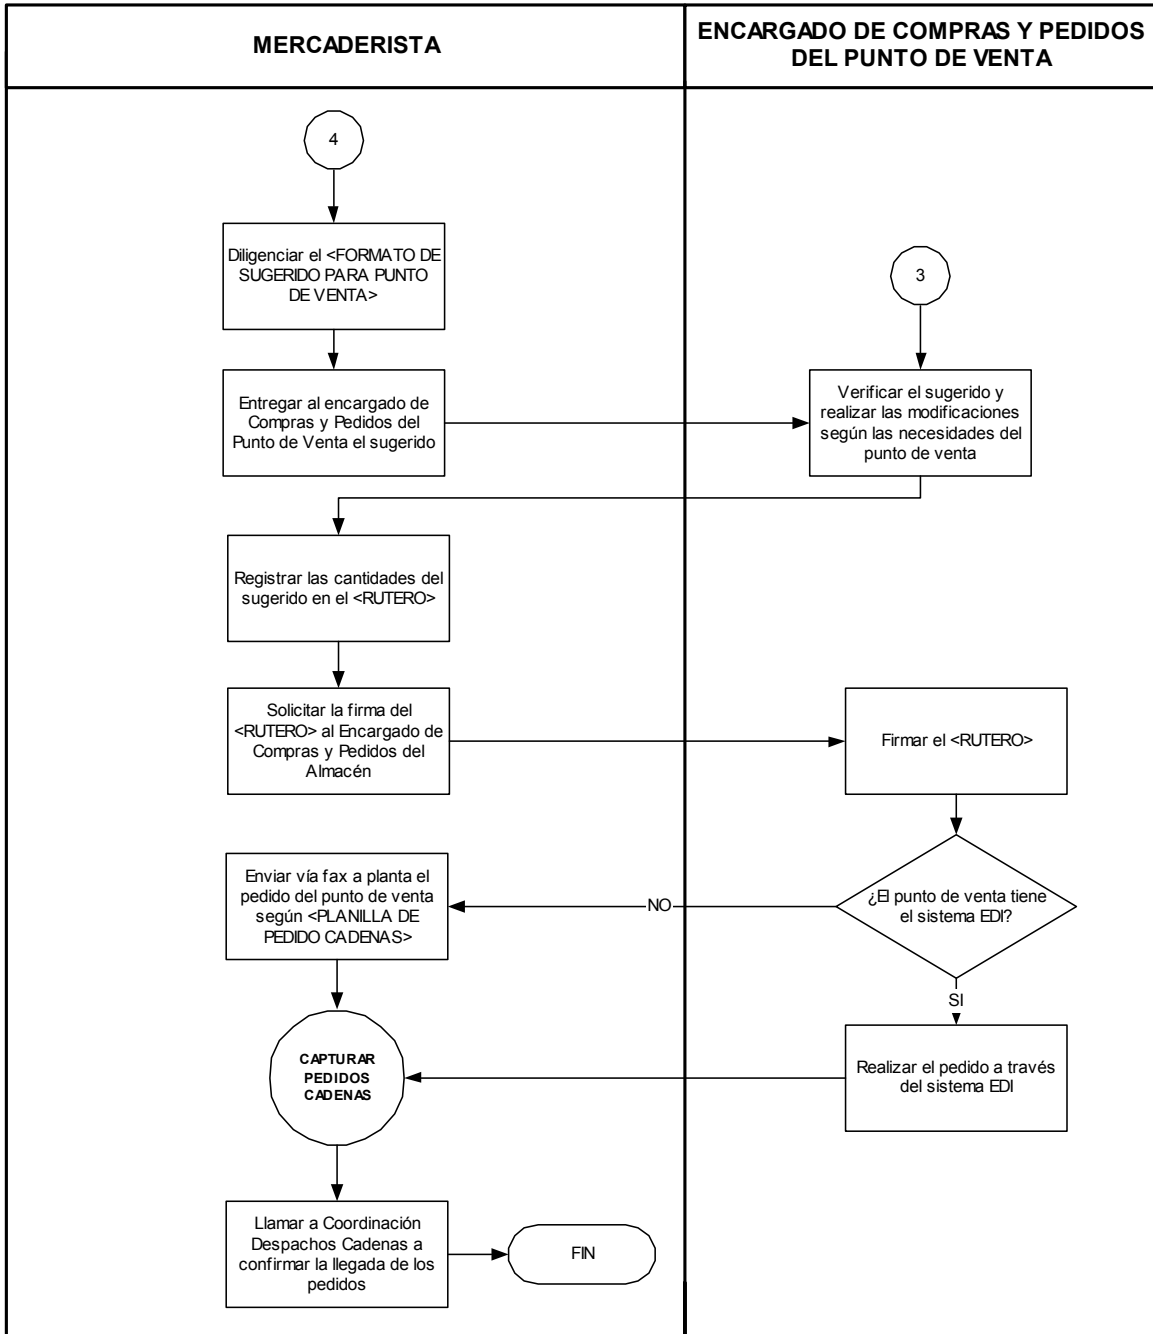 MERCADERISTA
ENCARGADO DE COMPRAS Y PEDIDOS
DEL PUNTO DE VENTA
4
Diligenciar el <FORMATO DE
SUGERIDO PARA PUNTO
DE VENTA>
3
Entregar al encargado de
Compras y Pedidos del
Punto de Venta el sugerido
Verificar el sugerido y
realizar las modificaciones
según las necesidades del
punto de venta
Registrar las cantidades del
sugerido en el <RUTERO>
Solicitar la firma del
<RUTERO> al Encargado de
Compras y Pedidos del
Almacén
Firmar el <RUTERO>
¿El punto de venta tiene
el sistema EDI?
NO
Enviar vía fax a planta el
pedido del punto de venta
según <PLANILLA DE
PEDIDO CADENAS>
SI
Realizar el pedido a través
del sistema EDI
CAPTURAR
PEDIDOS
CADENAS
Llamar a Coordinación
Despachos Cadenas a
confirmar la llegada de los
pedidos
FIN